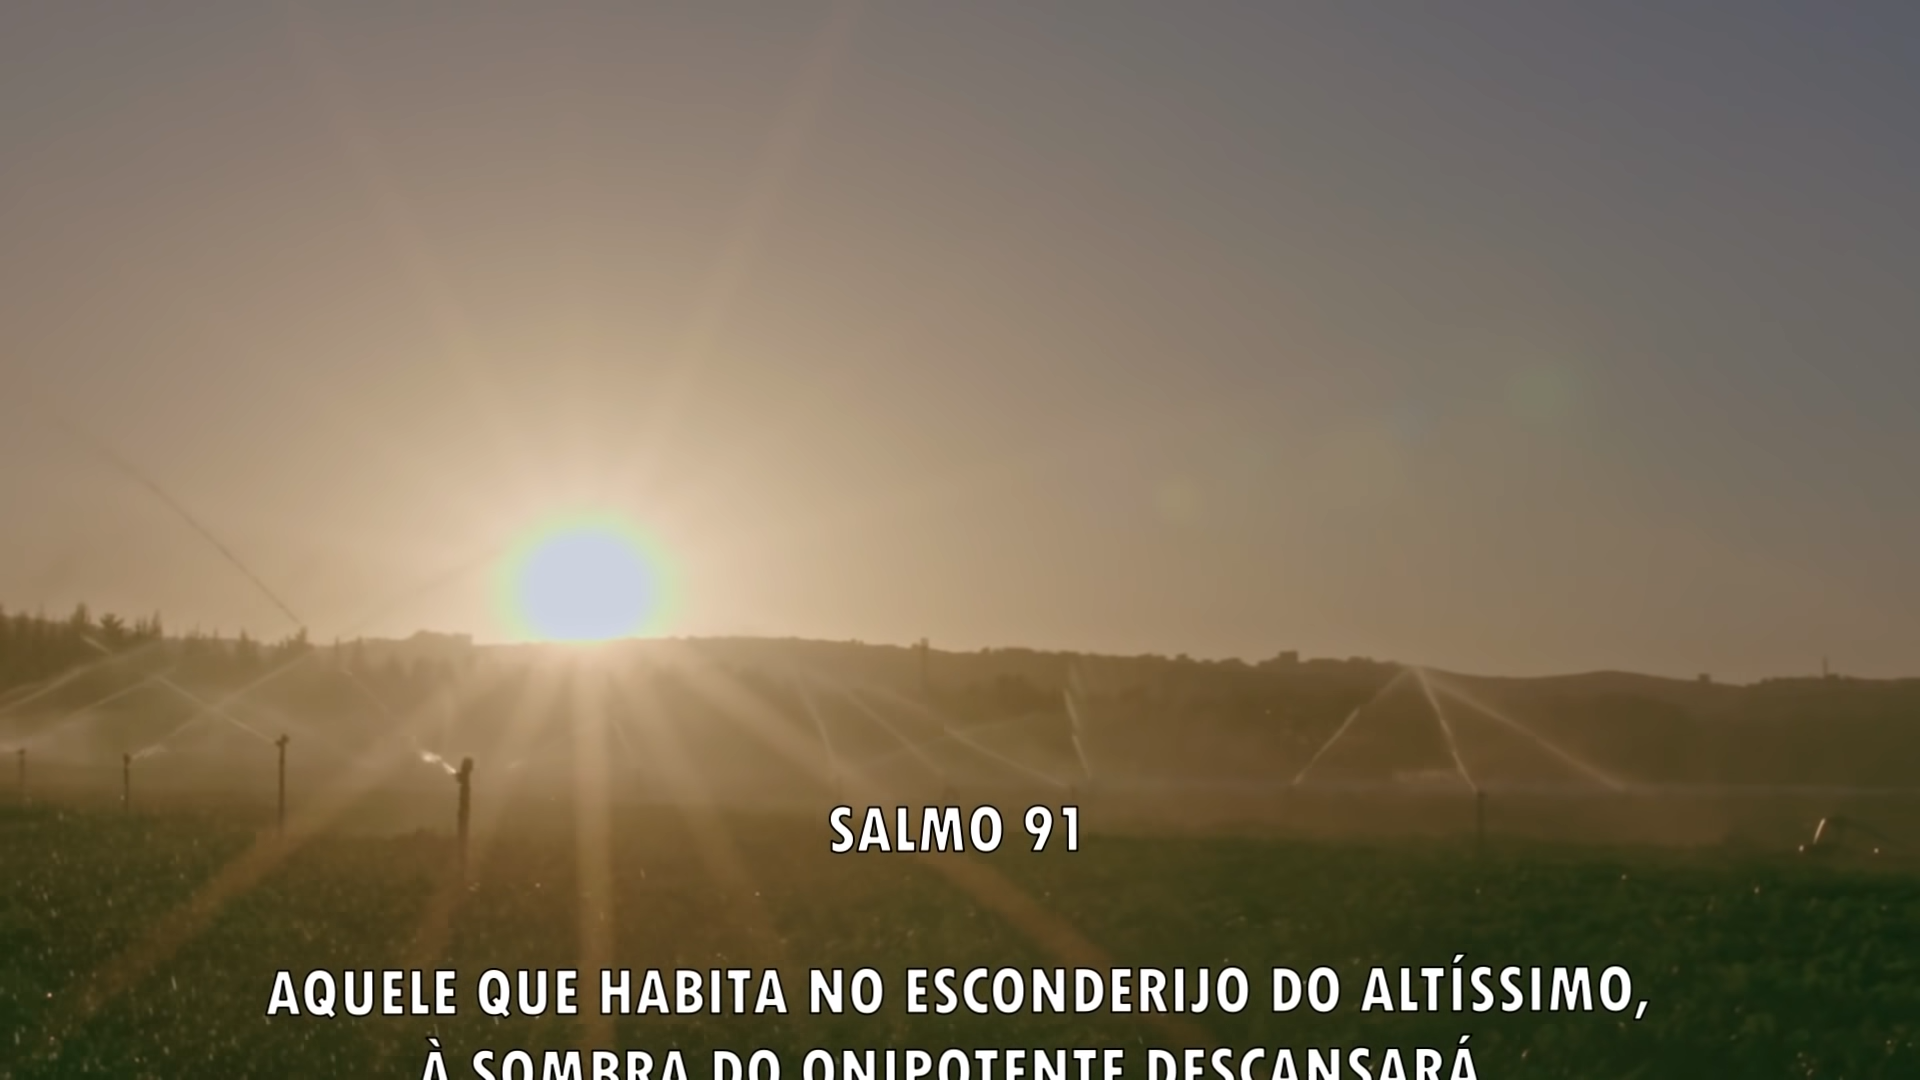 SALMO 91
AQUELE QUE HABITA NO ESCONDERIJO DO ALTÍSSIMO,
À SOMBRA DO ONIPOTENTE DESCANSARÁ